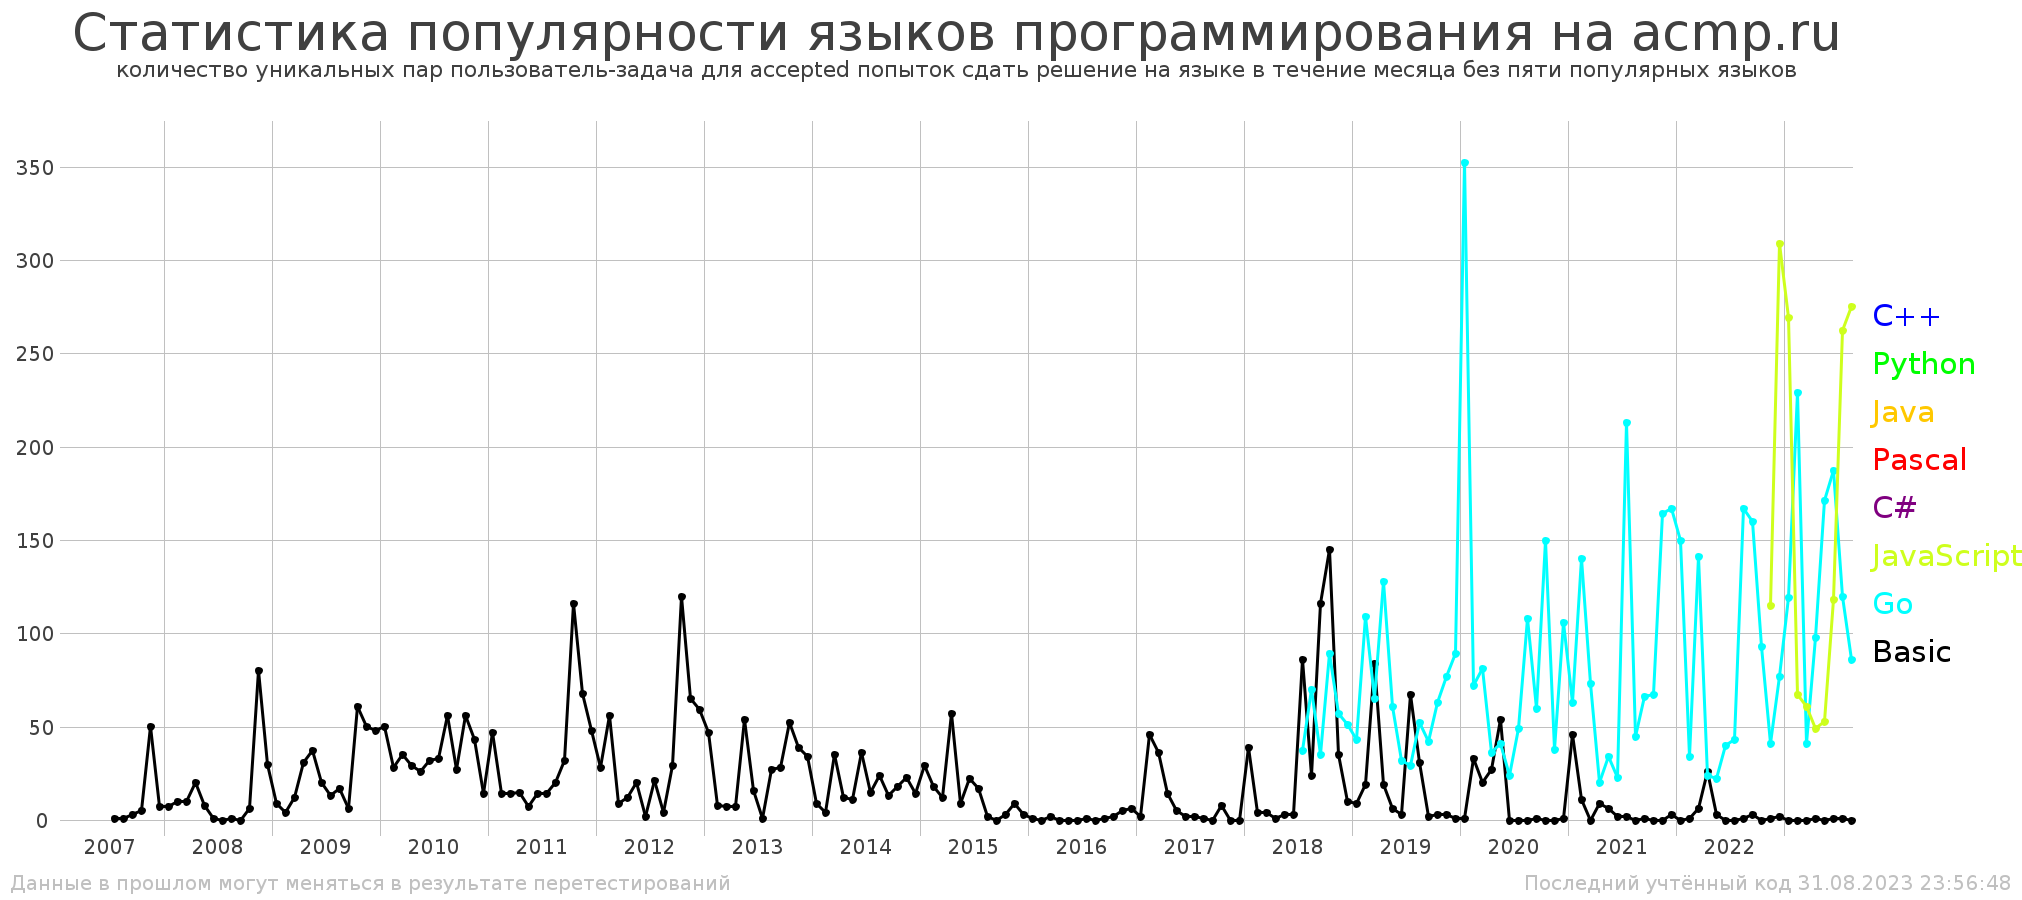 Статистика популярности языков программирования на acmp.ru
количество уникальных пар пользователь-задача для accepted попыток сдать решение на языке в течение месяца без пяти популярных языков
350
300
250
200
150
100
50
0
C++
Python
Java
Pascal
C#
JavaScript
Go
Basic
2007 2008 2009 2010 2011 2012 2013 2014 2015 2016 2017 2018 2019 2020 2021 2022
Данные в прошлом могут меняться в результате перетестирований
Последний учтённый код 31.08.2023 23:56:48